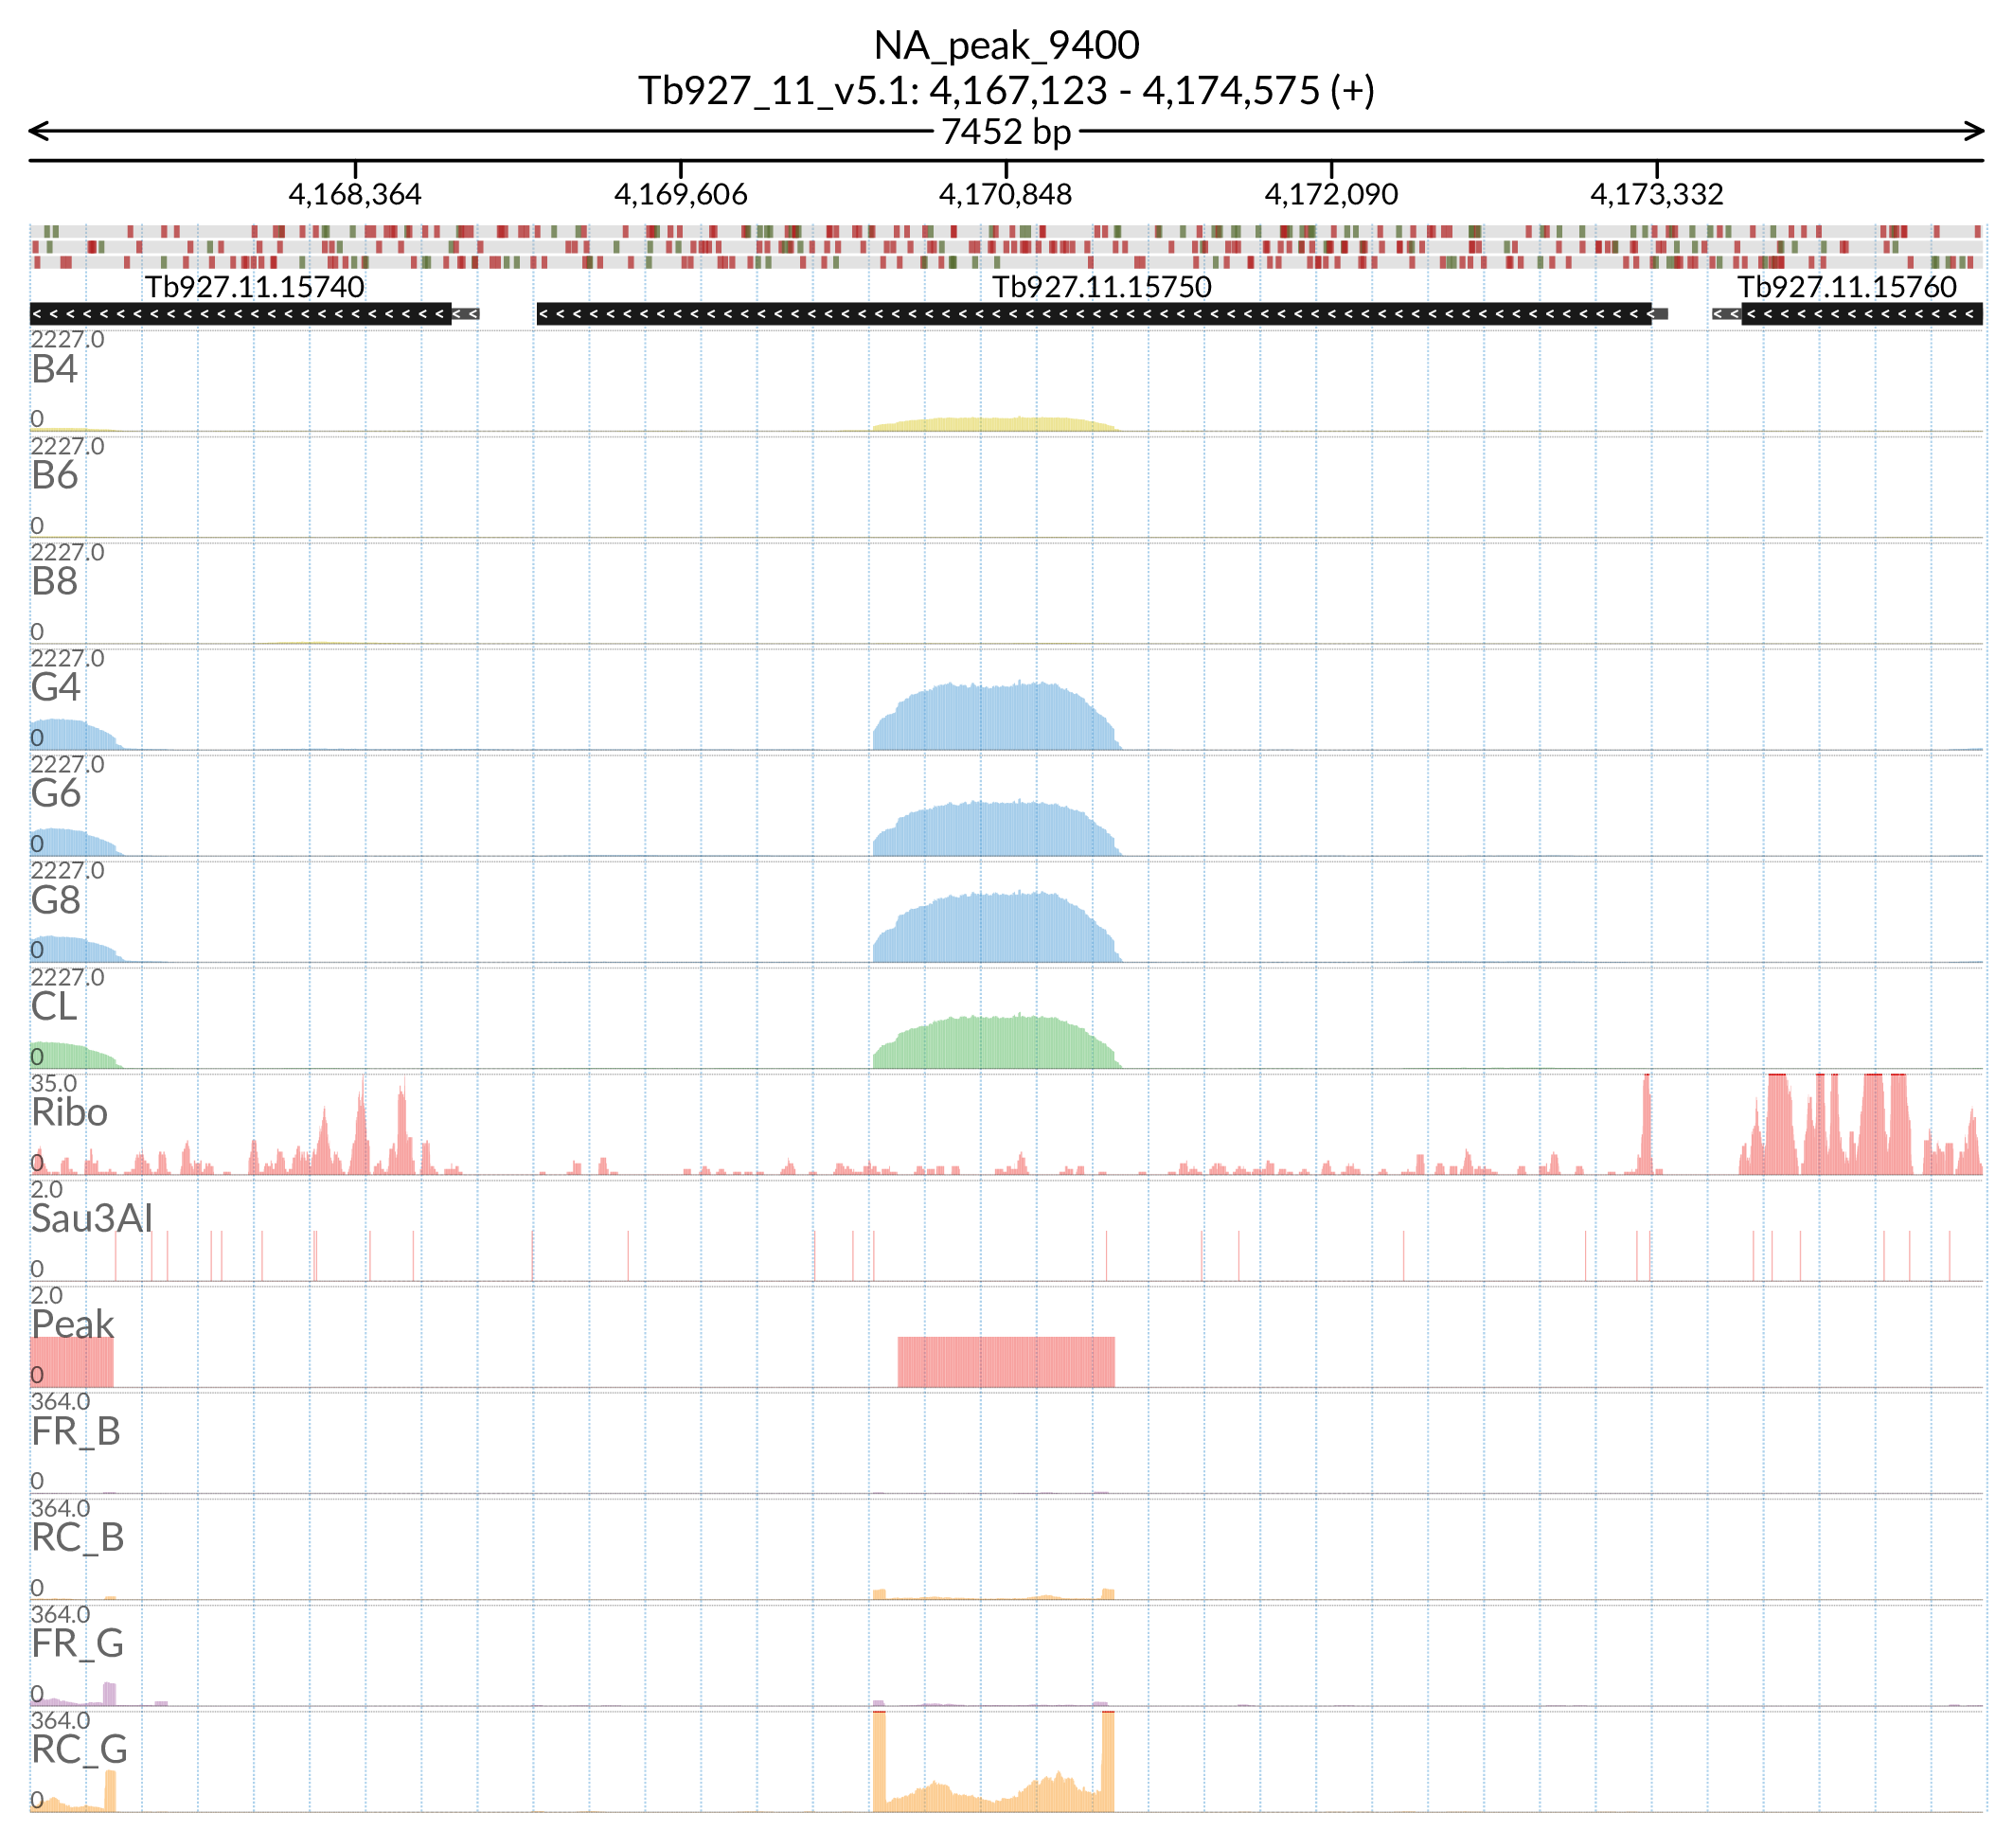 NA_peak_9400
Tb927_11_v5.1: 4,167,123 - 4,174,575 (+)
7452 bp
4,168,364 4,169,606 4,170,848 4,172,090 4,173,332
Tb927.11.15740 Tb927.11.15750 Tb927.11.15760
2227.0
B4
0
2227.0
B6
0
2227.0
B8
0
2227.0
G4
0
2227.0
G6
0
2227.0
G8
0
2227.0
CL
0
35.0
Ribo
0
2.0
Sau3AI
0
2.0
Peak
0
364.0
FR_B
0
364.0
RC_B
0
364.0
FR_G
0
364.0
RC_G
0